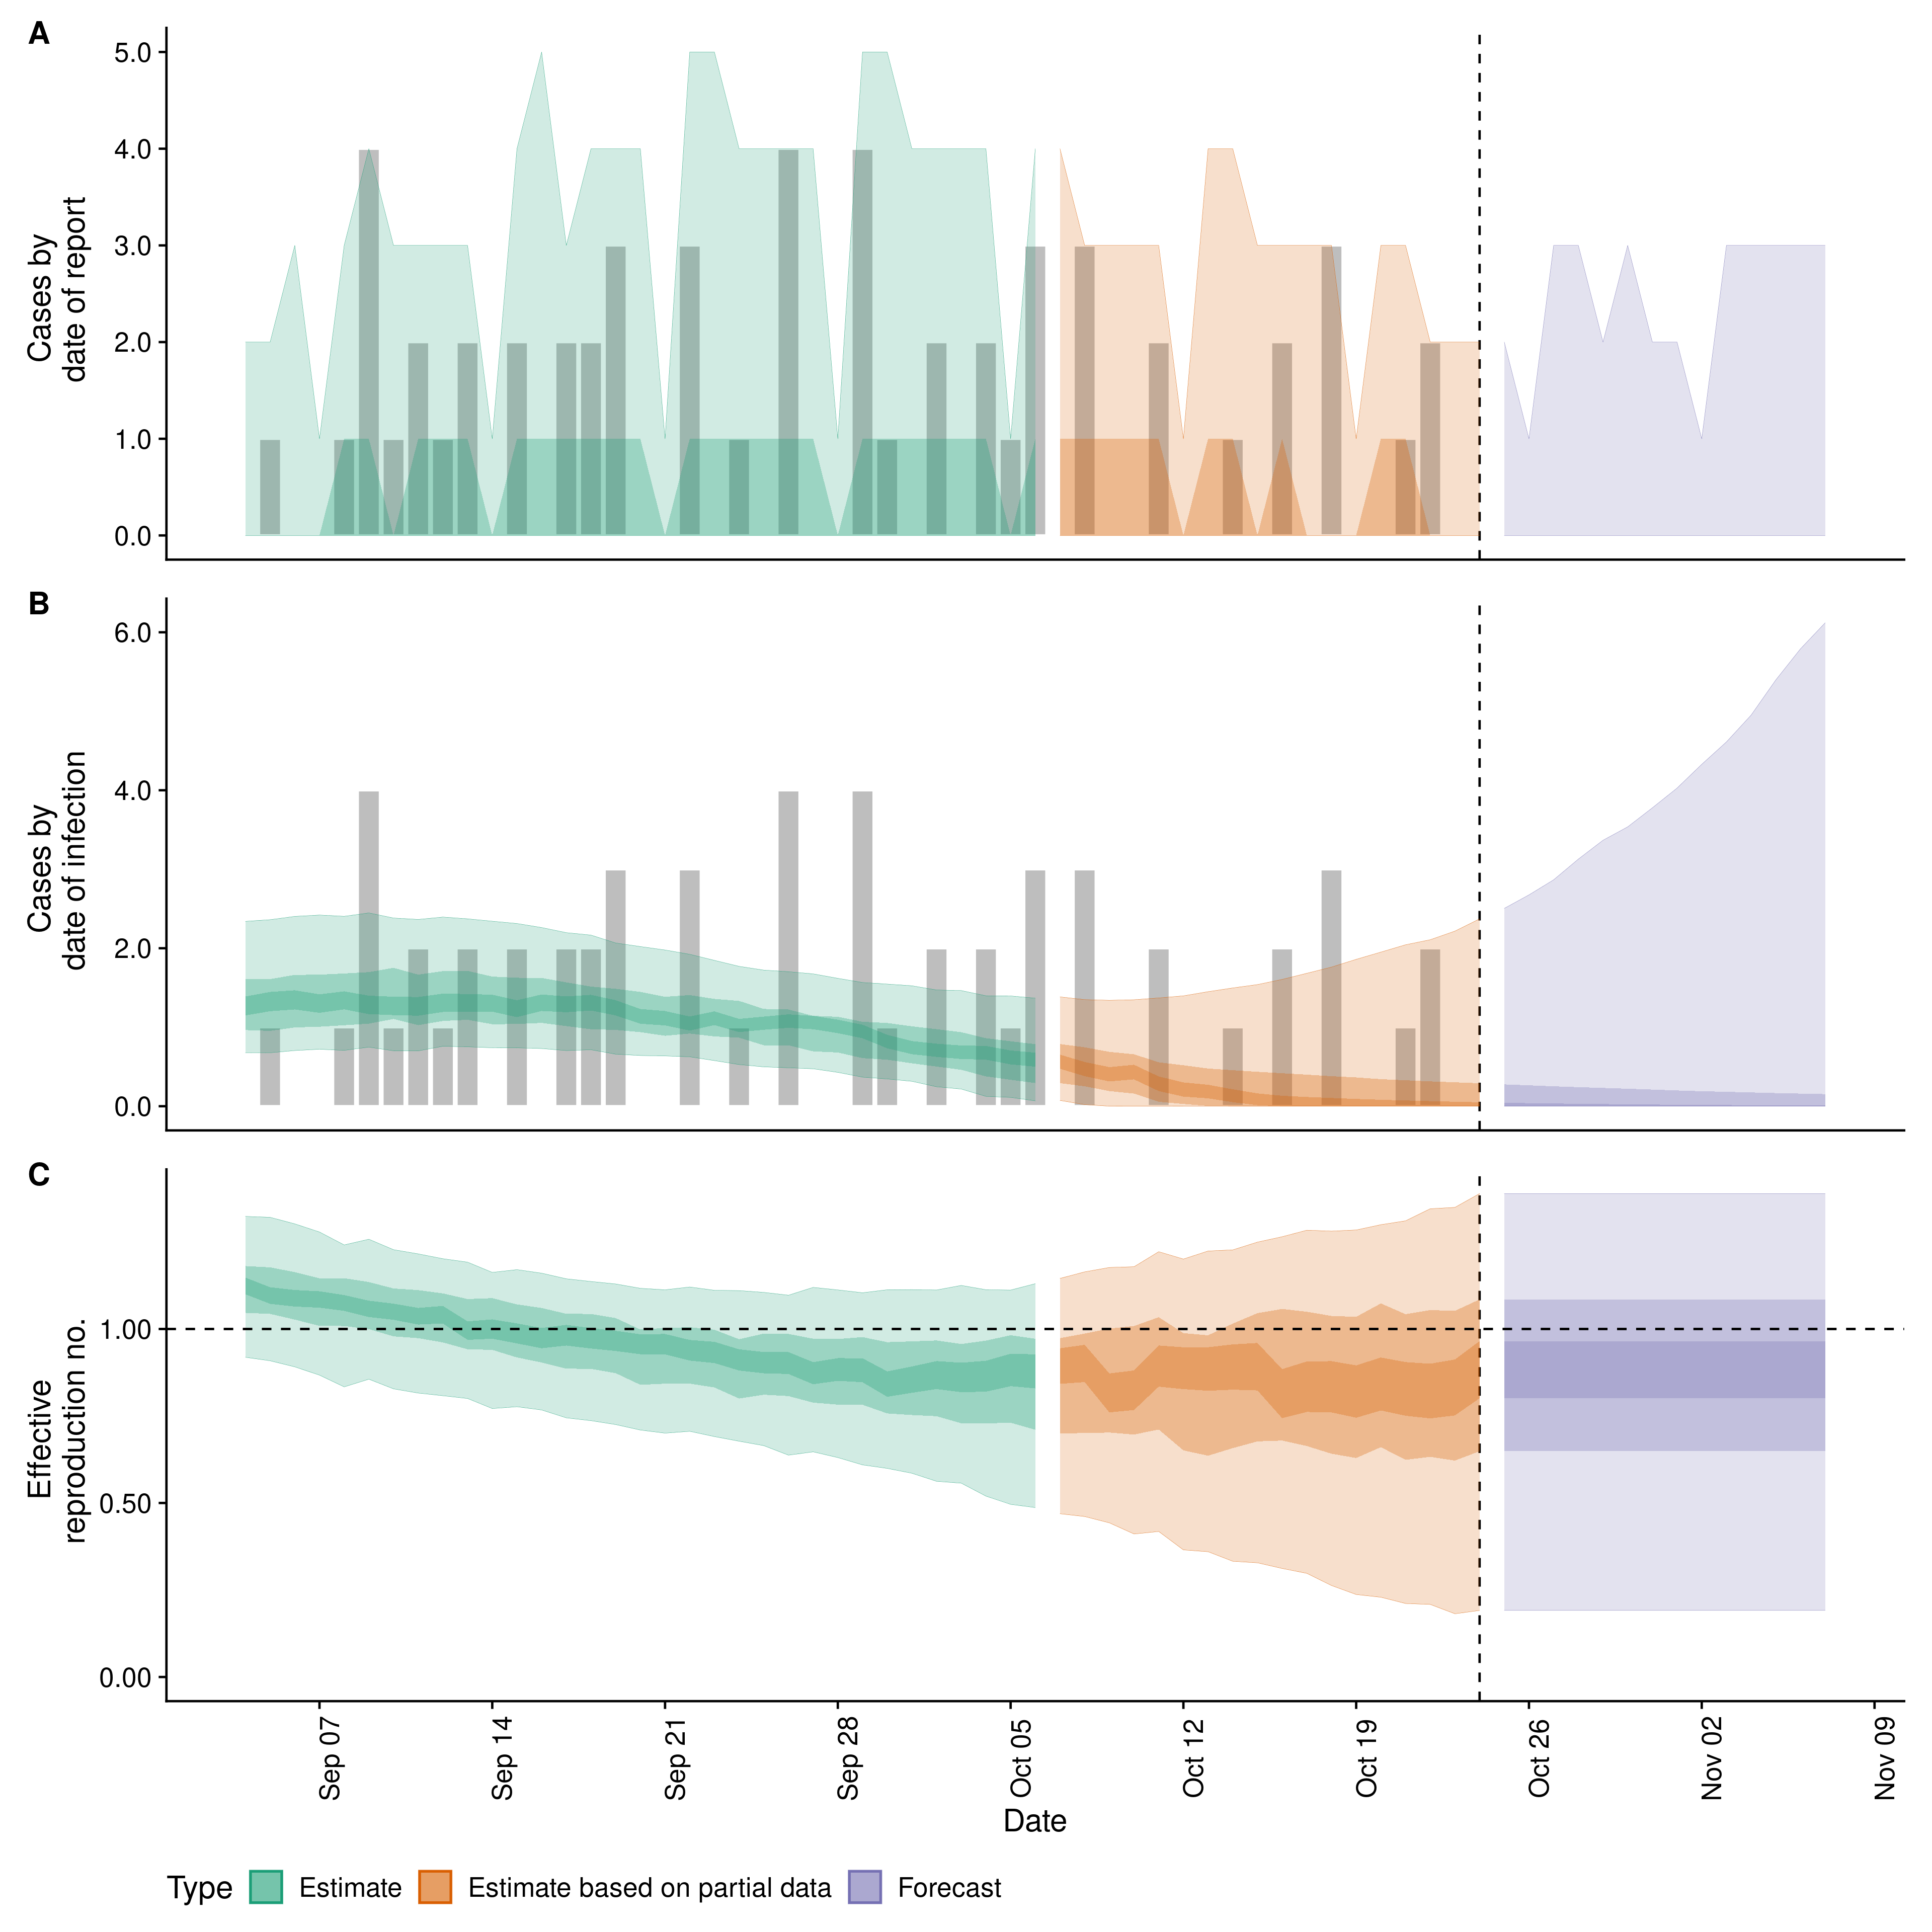 A
Cases by
date of report
5.0
4.0
3.0
2.0
1.0
0.0
B
Cases by
date of infection
6.0
4.0
2.0
0.0
C
Effective
reproduction no.
1.00
0.50
0.00
Sep 07
Sep 14
Sep 21
Sep 28
Oct 05
Oct 12
Oct 19
Oct 26
Nov 02
Nov 09
Date
Type Estimate Estimate based on partial data Forecast